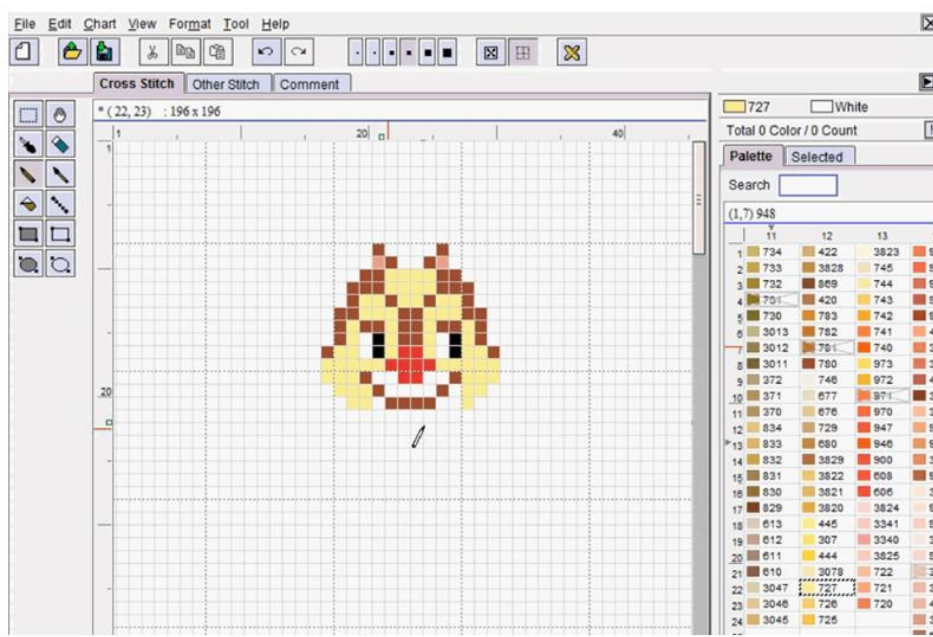 File Edit Chart View Format Tool Help
Cross Stitch Other Stitch Comment
* ( 22, 23) : 196 x 196
1 20 40
1
20
727 White
Total 0 Color / 0 Count
Palette Selected
Search
(1,7) 948
11 12 13
1 734 422 3823
2 733 3828 745
3 732 869 744
4 731 420 743
5 730 783 742
6 3013 782 741
7 3012 781 740
8 3011 780 973
9 372 746 972
10 371 677 971
11 370 676 970
12 834 729 947
13 833 680 946
14 832 3829 900
15 831 3822 608
16 830 3821 606
17 829 3820 3824
18 613 445 3341
19 612 307 3340
20 611 444 3825
21 610 3078 722
22 3047 727 721
23 3046 726 720
24 3045 725